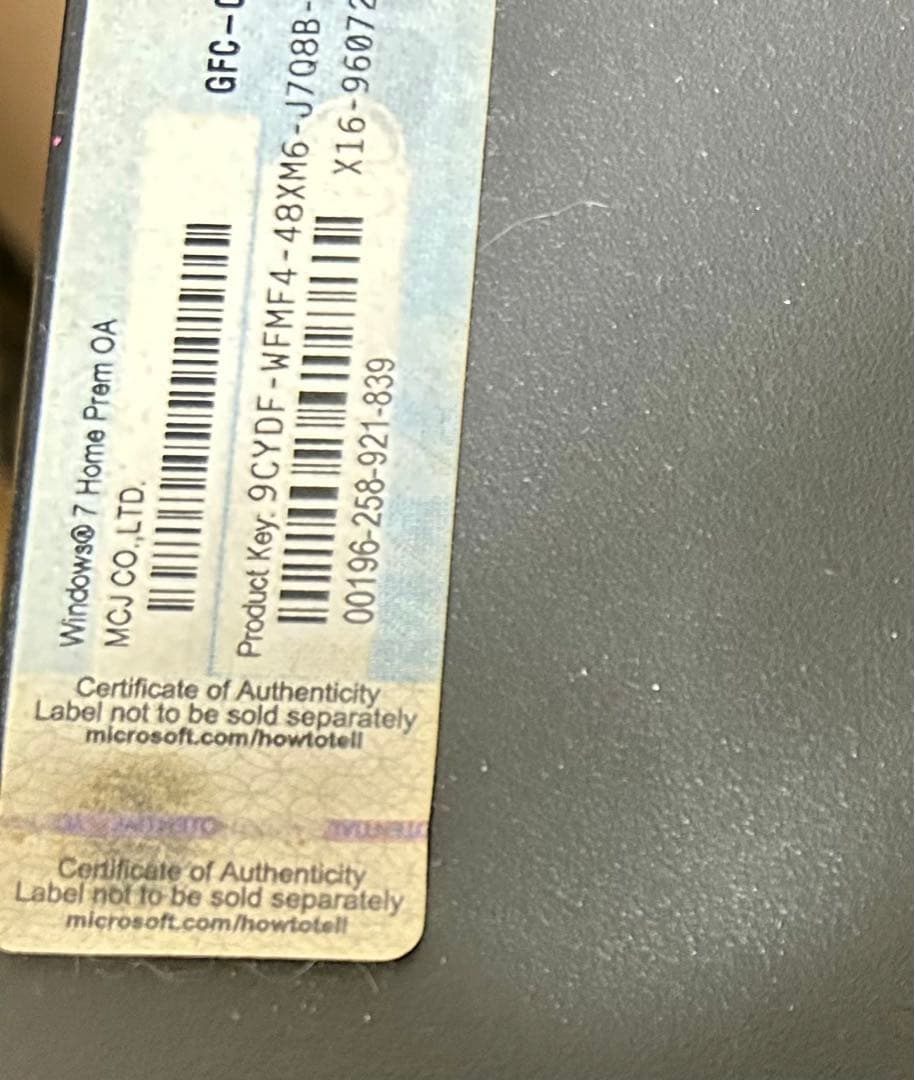 Windows® 7 Home Prem OA
MCJ CO.,LTD.
GFC-
Product Key: 9CYDF-WFMF4-48XM6-J7Q8B-
X16-96072
00196-258-921-839
Certificate of Authenticity
Label not to be sold separately
microsoft.com/howtotell
Certificate of Authenticity
Label not to be sold separately
microsoft.com/howtotell